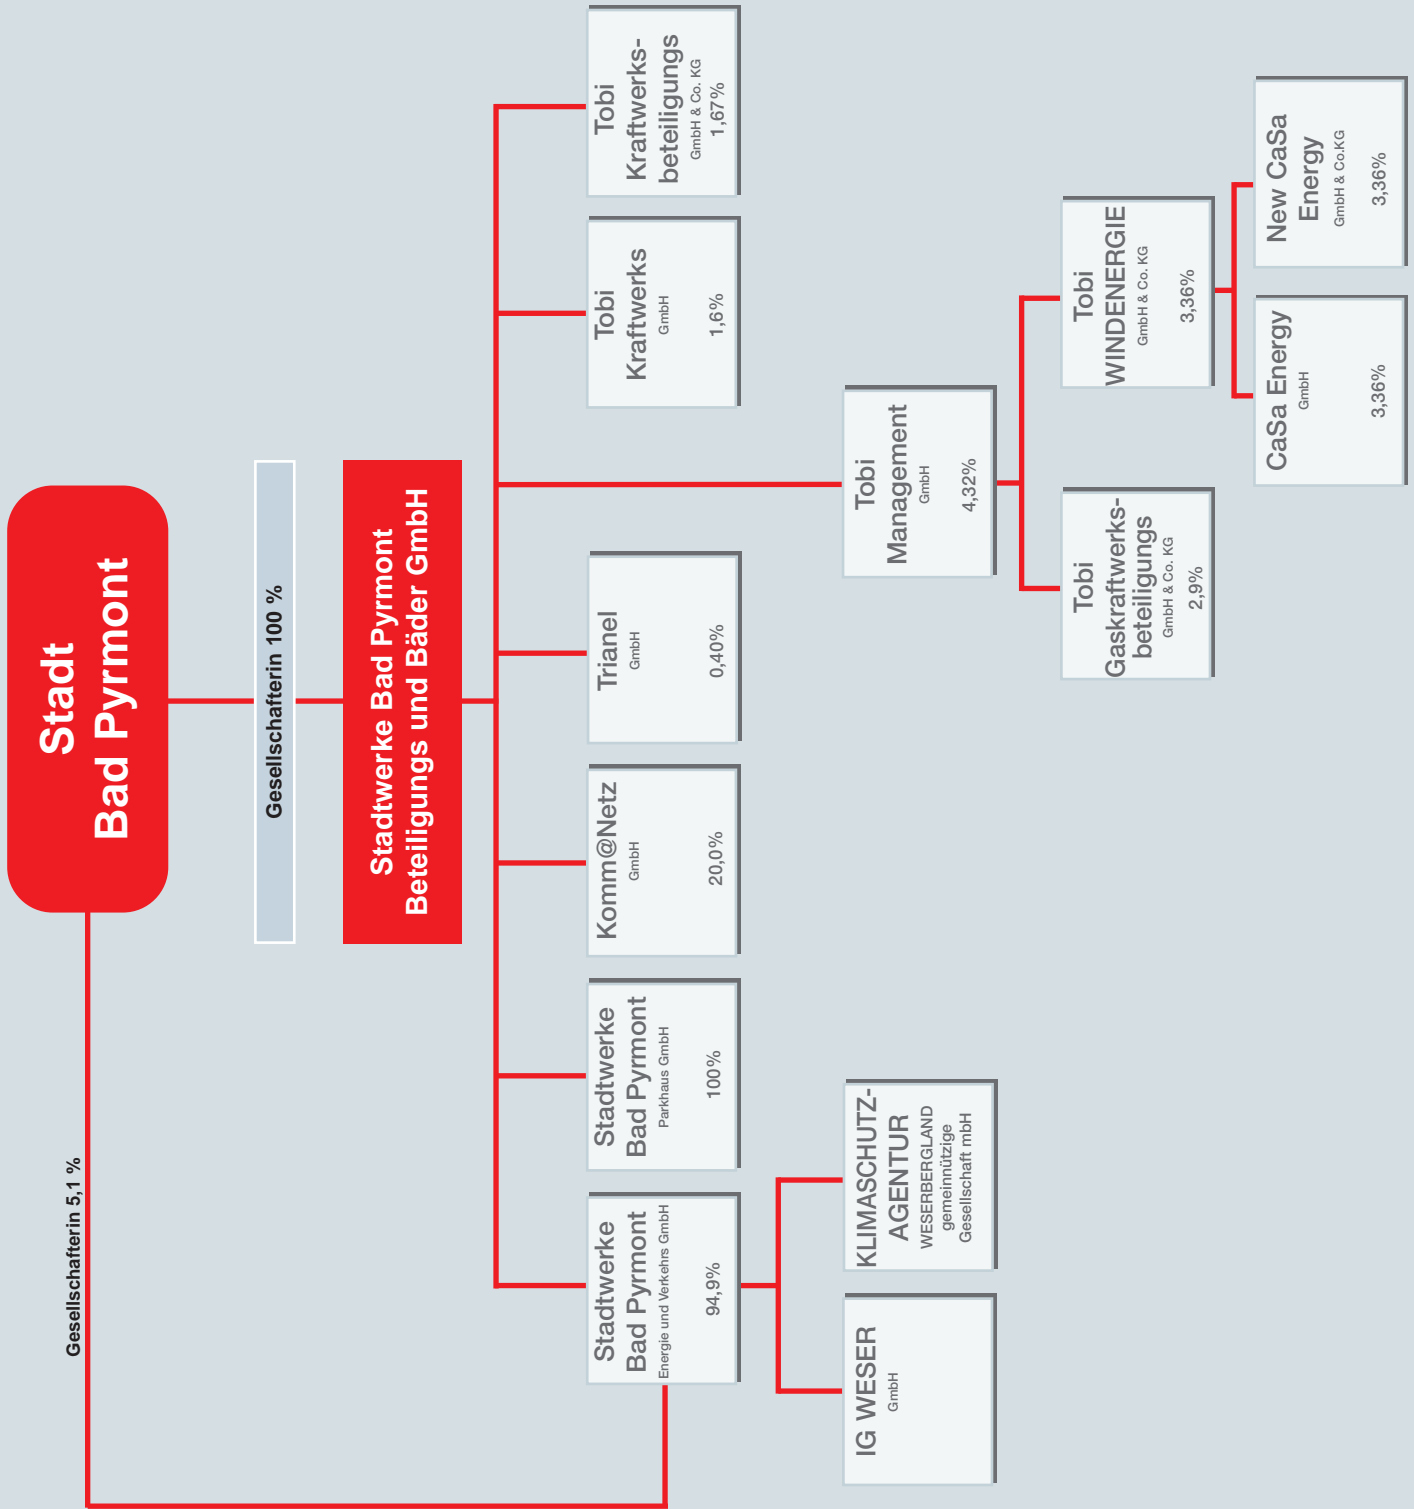 Stadt
Bad Pyrmont
Gesellschafterin 5,1 %
Gesellschafterin 100 %
Stadtwerke Bad Pyrmont
Beteiligungs und Bäder GmbH
Stadtwerke
Bad Pyrmont
Energie und Verkehrs GmbH
94,9%
Stadtwerke
Bad Pyrmont
Parkhaus GmbH
100%
Komm@Netz
GmbH
20,0%
Trianel
GmbH
0,40%
Tobi
Kraftwerks
GmbH
1,6%
Tobi
Kraftwerks-
beteiligungs
GmbH & Co. KG
1,67%
IG WESER
GmbH
KLIMASCHUTZ-
AGENTUR
WESERBERGLAND
gemeinnützige
Gesellschaft mbH
Tobi
Management
GmbH
4,32%
Tobi
Gaskraftwerks-
beteiligungs
GmbH & Co. KG
2,9%
Tobi
WINDENERGIE
GmbH & Co. KG
3,36%
CaSa Energy
GmbH
3,36%
New CaSa
Energy
GmbH & Co.KG
3,36%